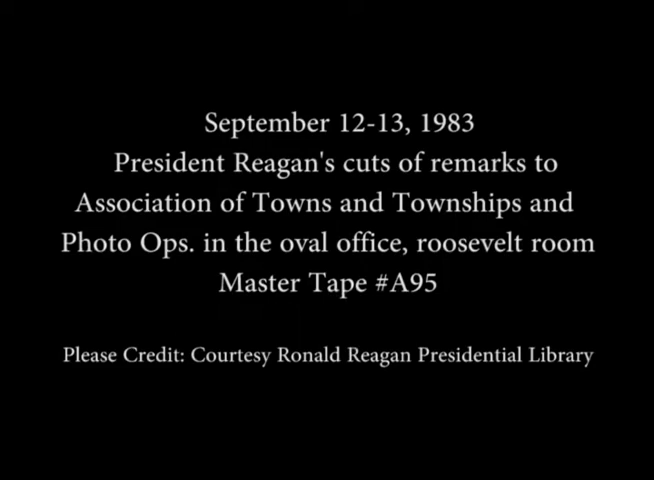 September 12-13, 1983
President Reagan's cuts of remarks to
Association of Towns and Townships and
Photo Ops. in the oval office, roosevelt room
Master Tape #A95
Please Credit: Courtesy Ronald Reagan Presidential Library